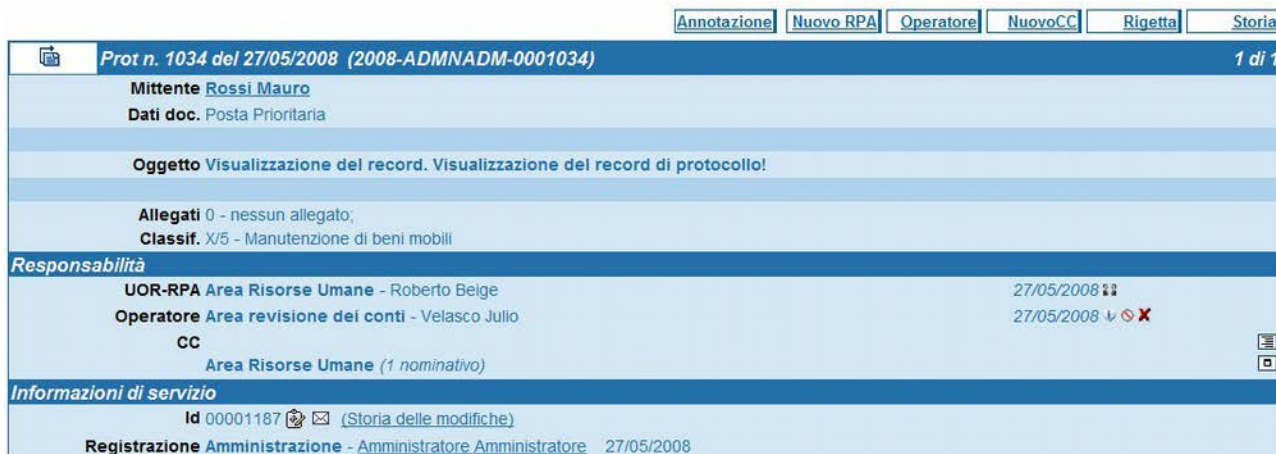 Annotazione Nuovo RPA Operatore NuovoCC Rigetta Storia
Prot n. 1034 del 27/05/2008 (2008-ADMNADM-0001034) 1 di 1
Mittente Rossi Mauro
Dati doc. Posta Prioritaria
Oggetto Visualizzazione del record. Visualizzazione del record di protocollo!
Allegati 0 - nessun allegato;
Classif. X/5 - Manutenzione di beni mobili
Responsabilità
UOR-RPA Area Risorse Umane - Roberto Beige 27/05/2008
Operatore Area revisione dei conti - Velasco Julio 27/05/2008
CC
Area Risorse Umane (1 nominativo)
Informazioni di servizio
Id 00001187 (Storia delle modifiche)
Registrazione Amministrazione - Amministratore Amministratore 27/05/2008